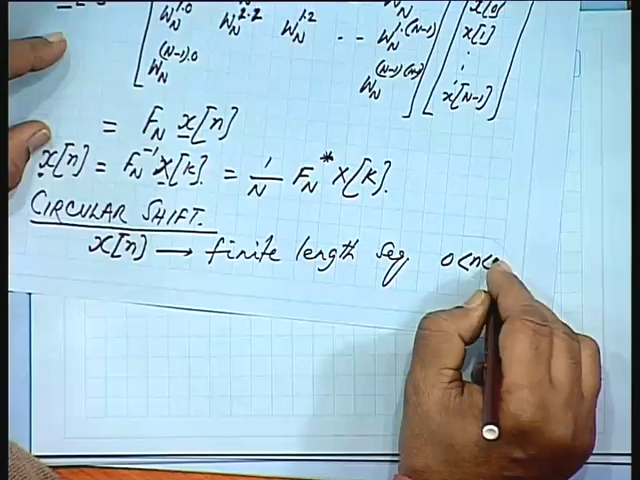 W_N^{1.0} W_N^{2.2} W_N^{1.2} - - W_N^{1.(N-1)} x[0]
x[1]
W_N^{(N-1).0} W_N^{(N-1)(N-1)} x[N-1]
= F_N x[n]
x[n] = F_N^{-1} X[k]. = 1/N F_N^* X[k].
CIRCULAR SHIFT.
x[n] → finite length seq 0<n<